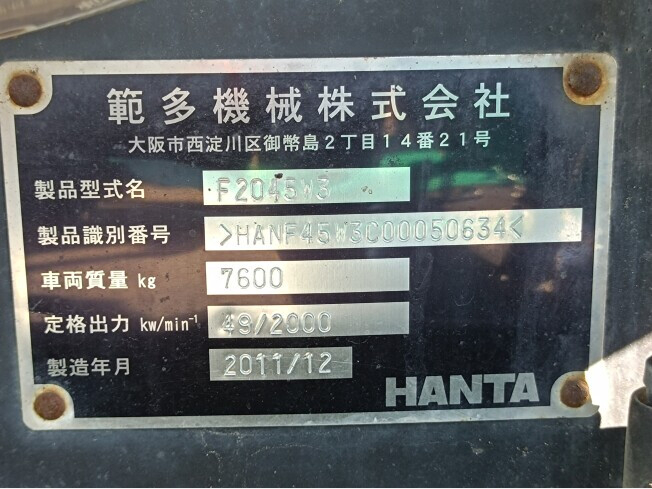 範多機械株式会社
大阪市西淀川区御幣島2丁目14番21号
製品型式名 F2045W3
製品識別番号 >HANF45W3C00050634<
車両質量 kg 7600
定格出力 kw/min⁻¹ 49/2000
製造年月 2011/12
HANTA